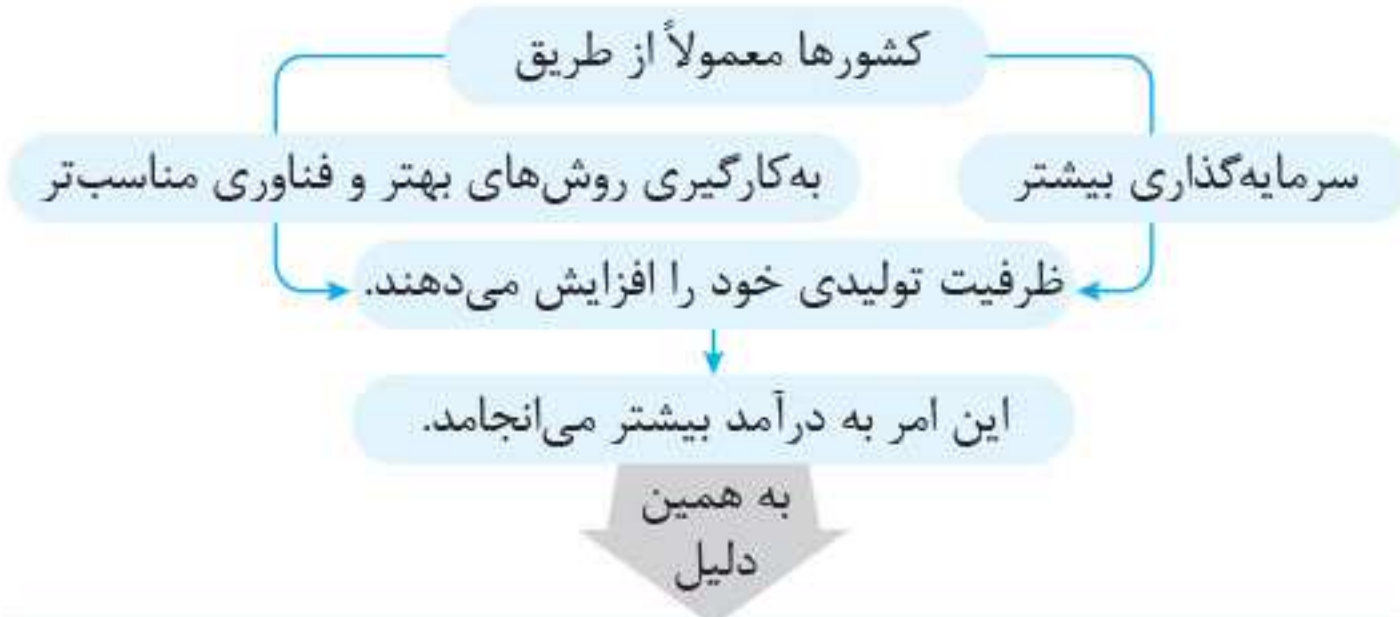 کشورها معمولاً از طریق
سرمایه‌گذاری بیشتر
به‌کارگیری روش‌های بهتر و فناوری مناسب‌تر
ظرفیت تولیدی خود را افزایش می‌دهند.
این امر به درآمد بیشتر می‌انجامد.
به همین
دلیل